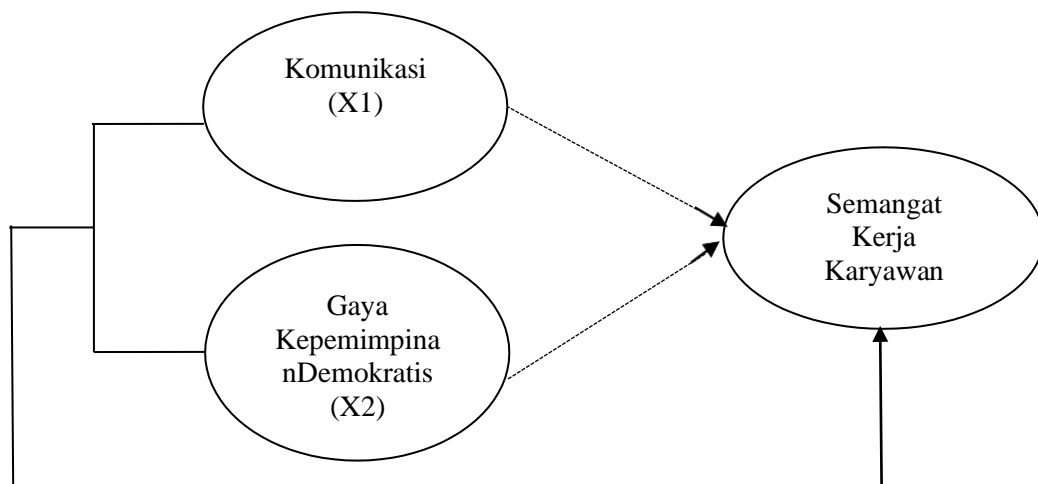 Komunikasi
(X1)
Semangat
Kerja
Karyawan
Gaya
Kepemimpina
nDemokratis
(X2)